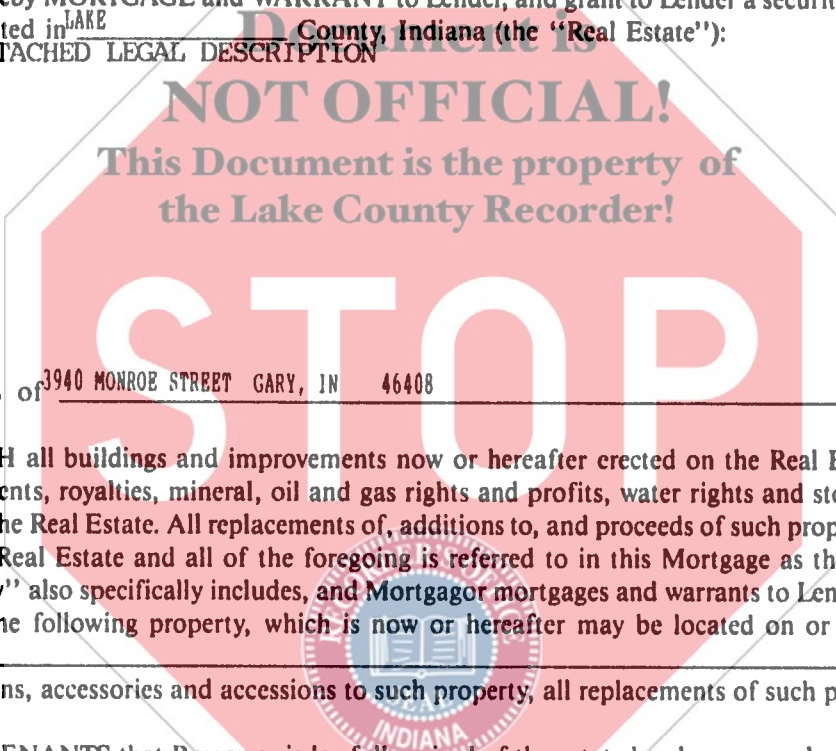 eby MORTGAGE and WARRANT to Lender, and grant to Lender a securit
ted in LAKE County, Indiana (the “Real Estate”):
TACHED LEGAL DESCRIPTION
Document is
NOT OFFICIAL!
This Document is the property of
the Lake County Recorder!
STOP
of 3940 MONROE STREET GARY, IN 46408
H all buildings and improvements now or hereafter erected on the Real E
ents, royalties, mineral, oil and gas rights and profits, water rights and sto
he Real Estate. All replacements of, additions to, and proceeds of such prop
Real Estate and all of the foregoing is referred to in this Mortgage as th
y” also specifically includes, and Mortgagor mortgages and warrants to Len
ne following property, which is now or hereafter may be located on or
ns, accessories and accessions to such property, all replacements of such p
SEAL
INDIANA
ENANTS that